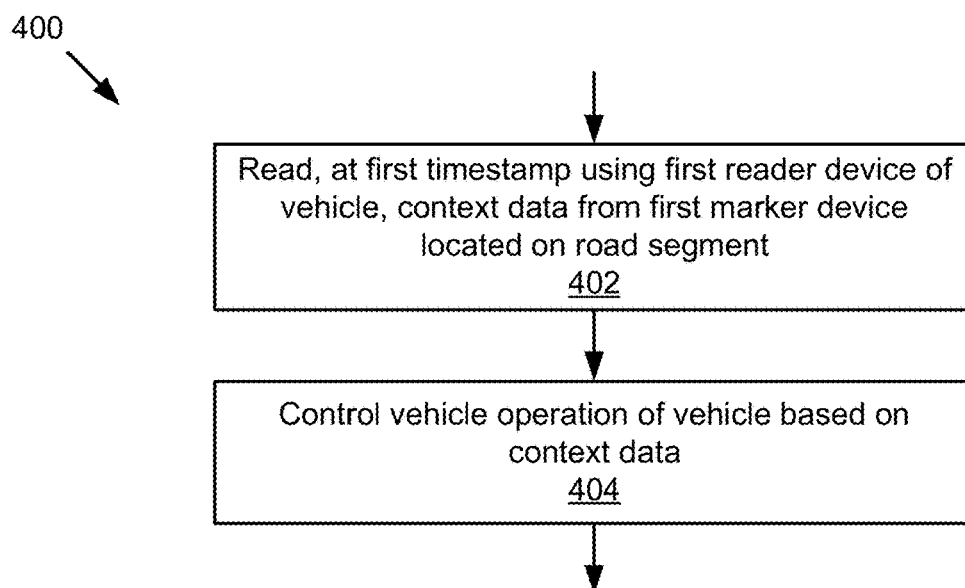 400
Read, at first timestamp using first reader device of
vehicle, context data from first marker device
located on road segment
402
Control vehicle operation of vehicle based on
context data
404